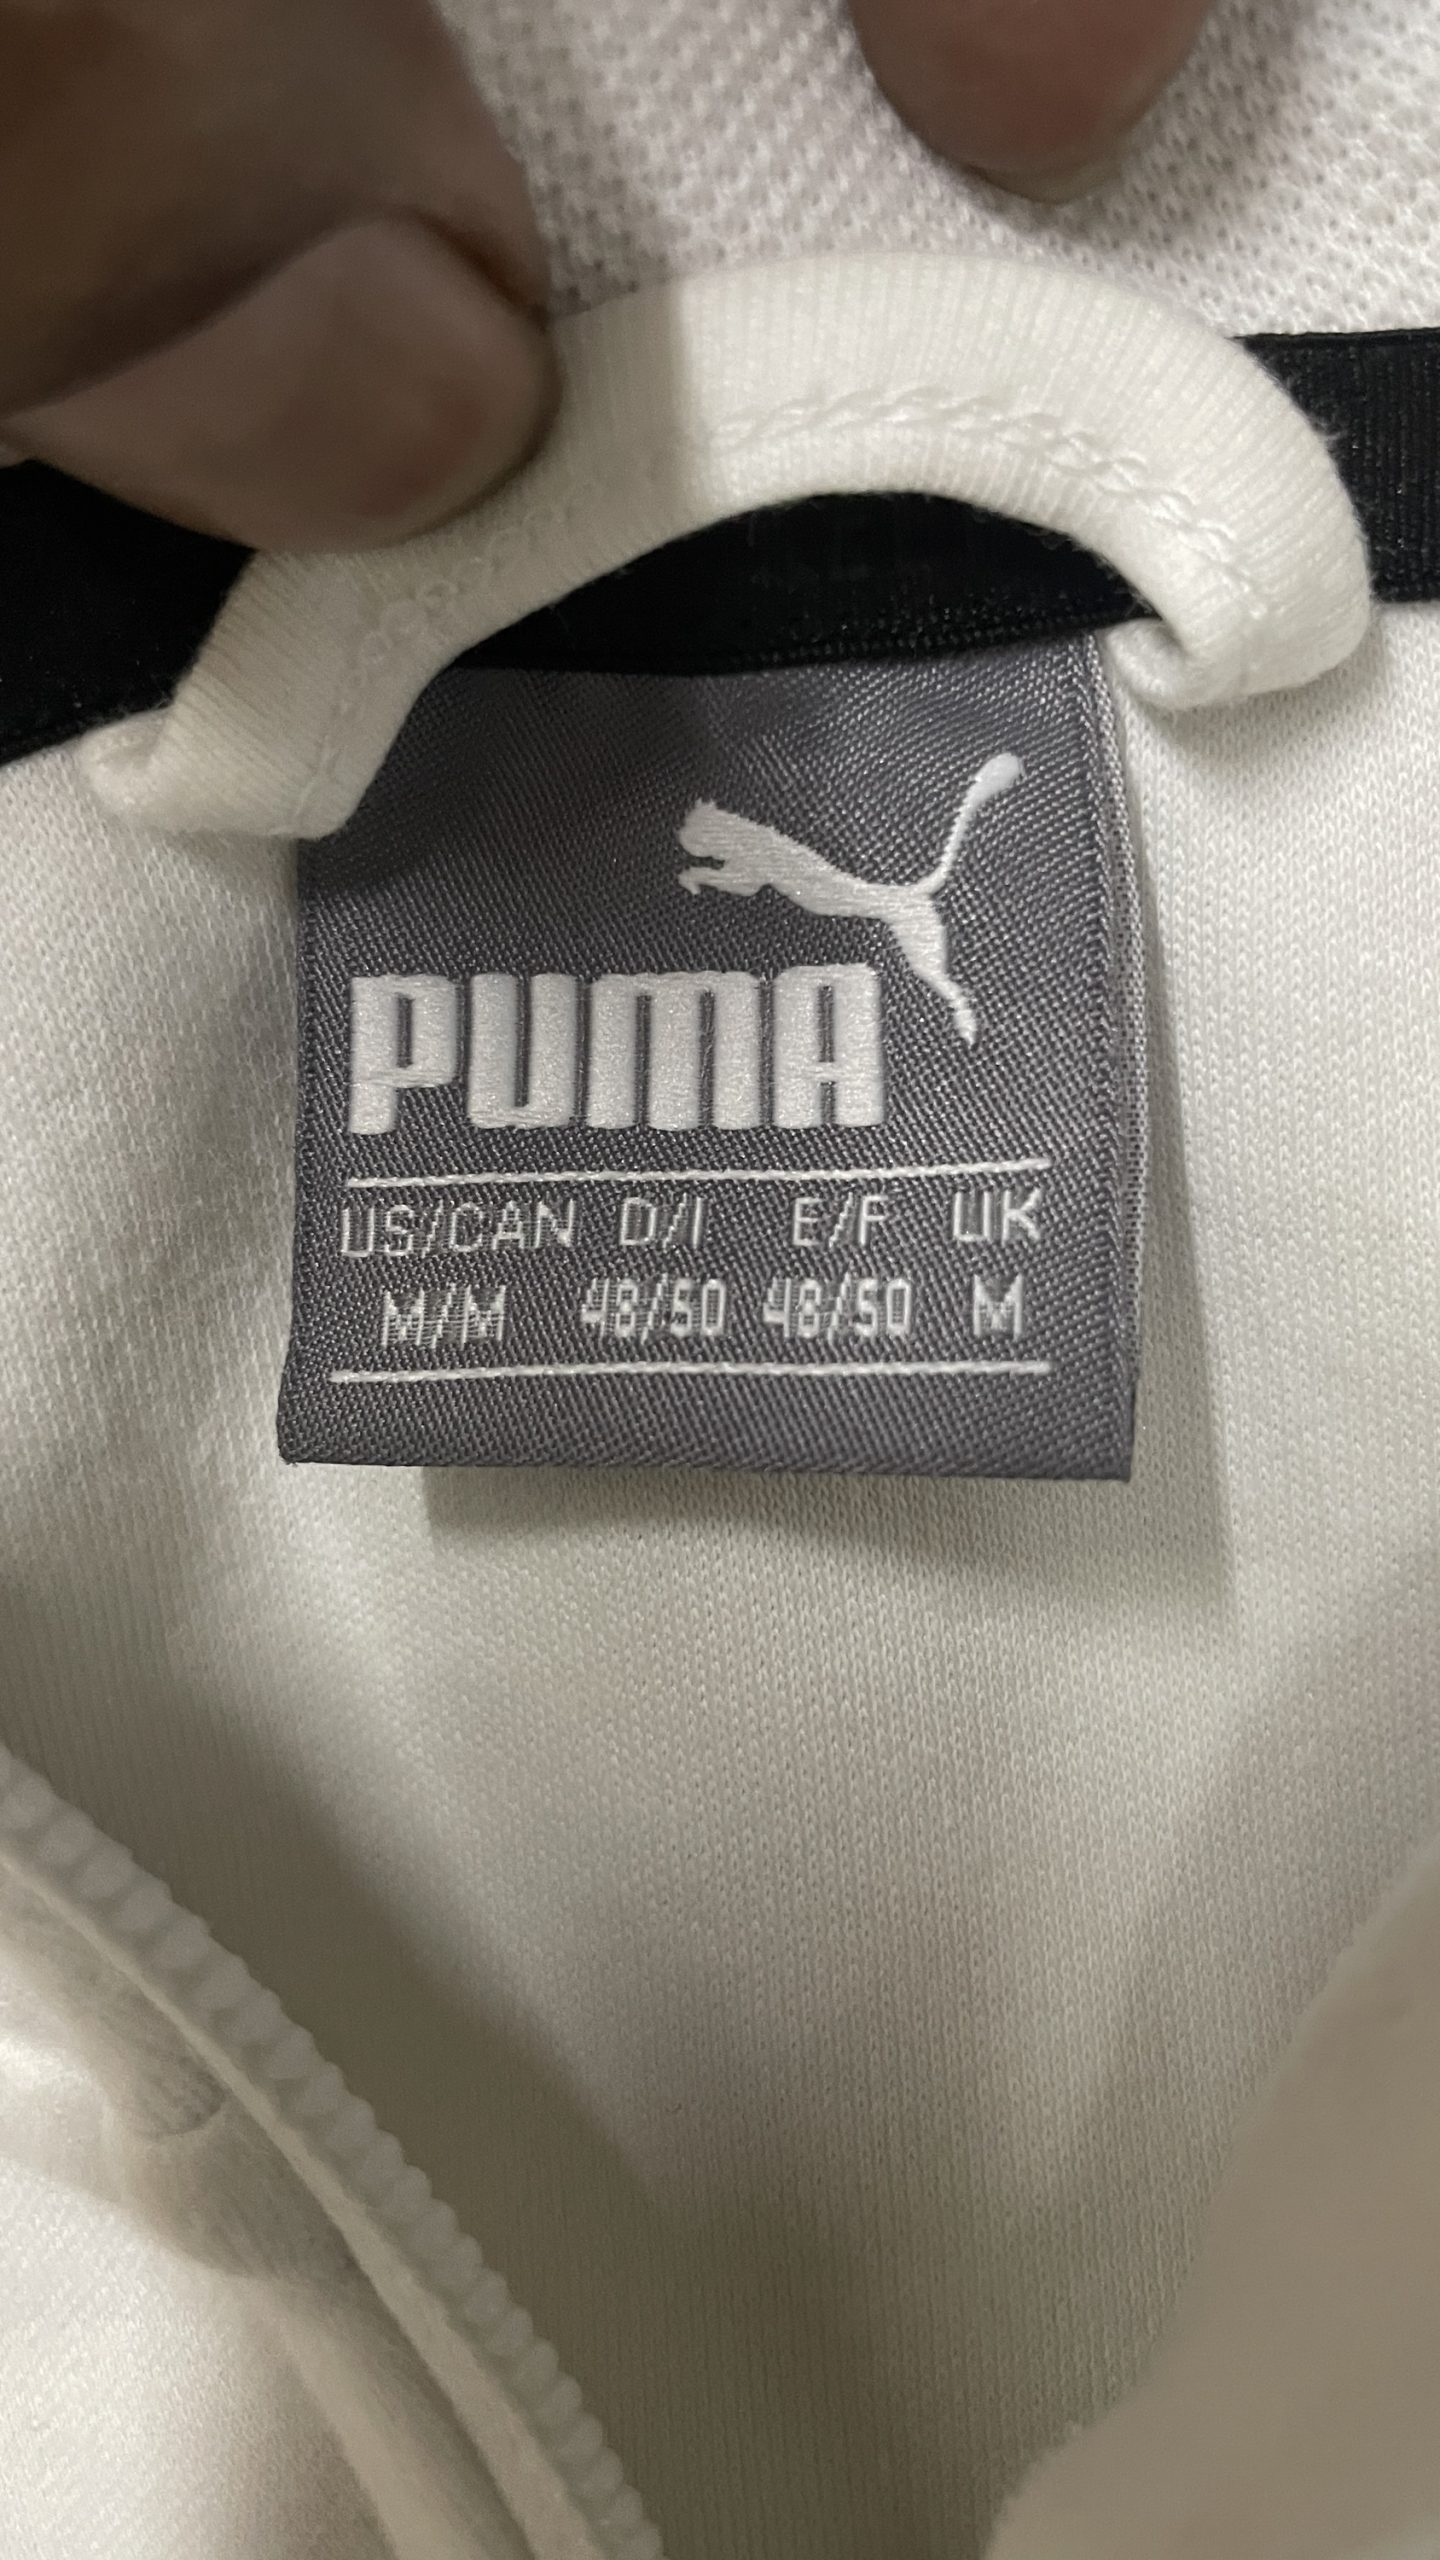 PUMA
US/CAN D/I E/F UK
M/M 48/50 48/50 M